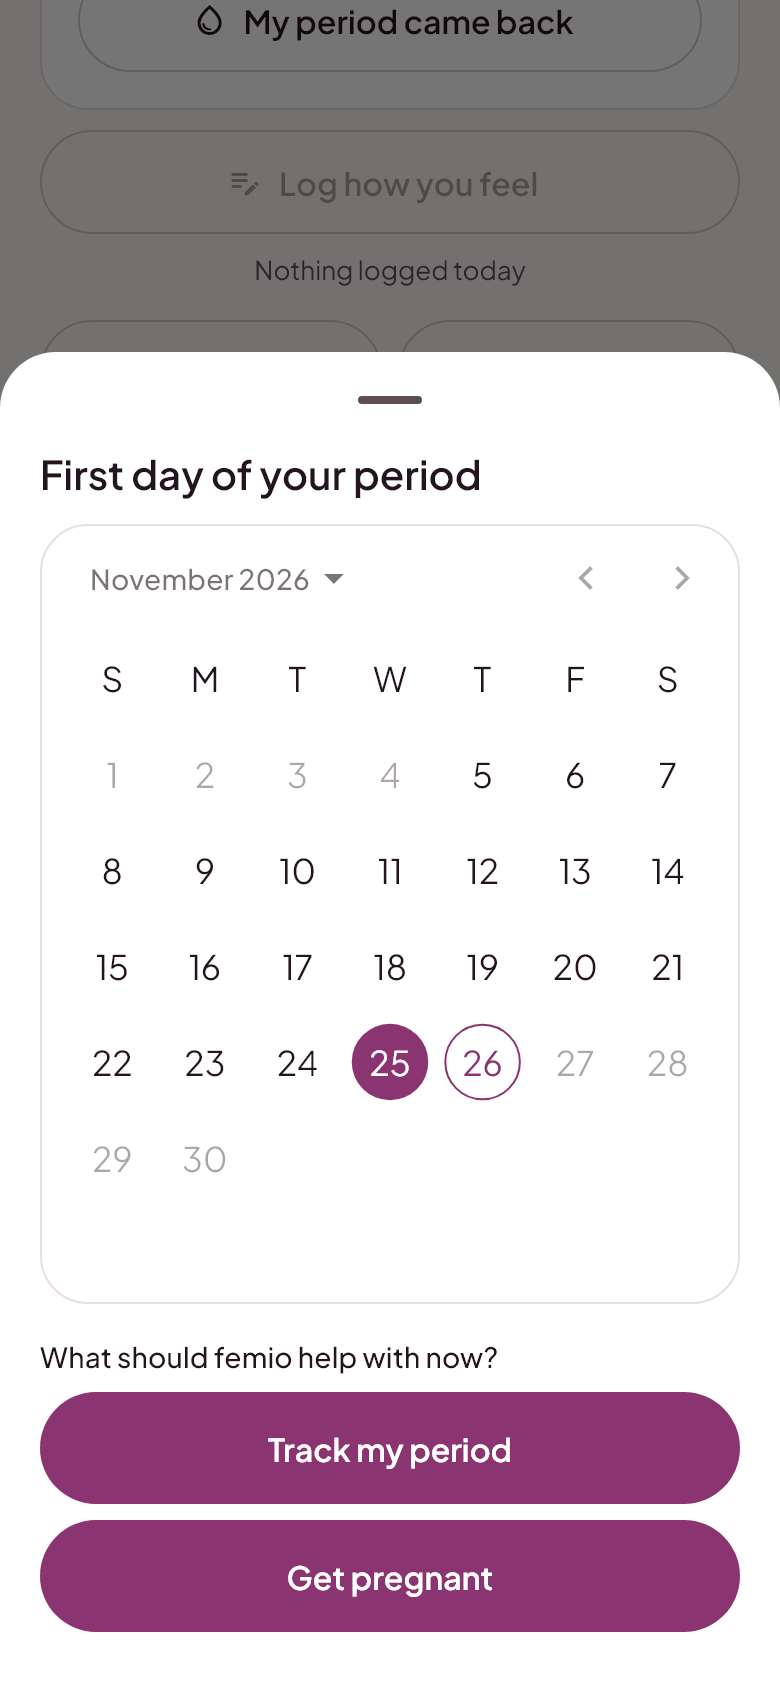 My period came back
Log how you feel
Nothing logged today
First day of your period
November 2026
S M T W T F S
1 2 3 4 5 6 7
8 9 10 11 12 13 14
15 16 17 18 19 20 21
22 23 24 25 26 27 28
29 30
What should femio help with now?
Track my period
Get pregnant